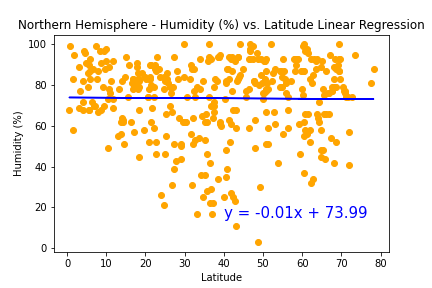 Northern Hemisphere - Humidity (%) vs. Latitude Linear Regression
100
80
60
40
20
0
Humidity (%)
y = -0.01x + 73.99
0 10 20 30 40 50 60 70 80
Latitude